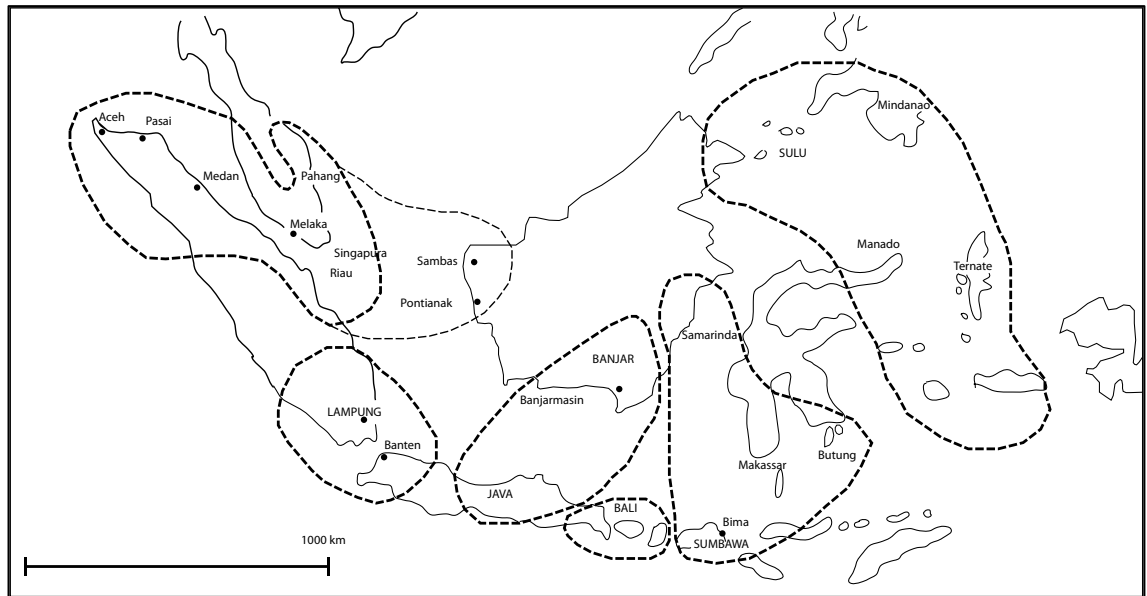 Mindanao
Aceh
Pasai
SULU
Medan
Pahang
Melaka
Manado
Singapura
Sambas
Ternate
Riau
Pontianak
Samarinda
BANJAR
Banjarmasin
LAMPUNG
Banten
Butung
Makassar
JAVA
BALI
Bima
1000 km
SUMBAWA